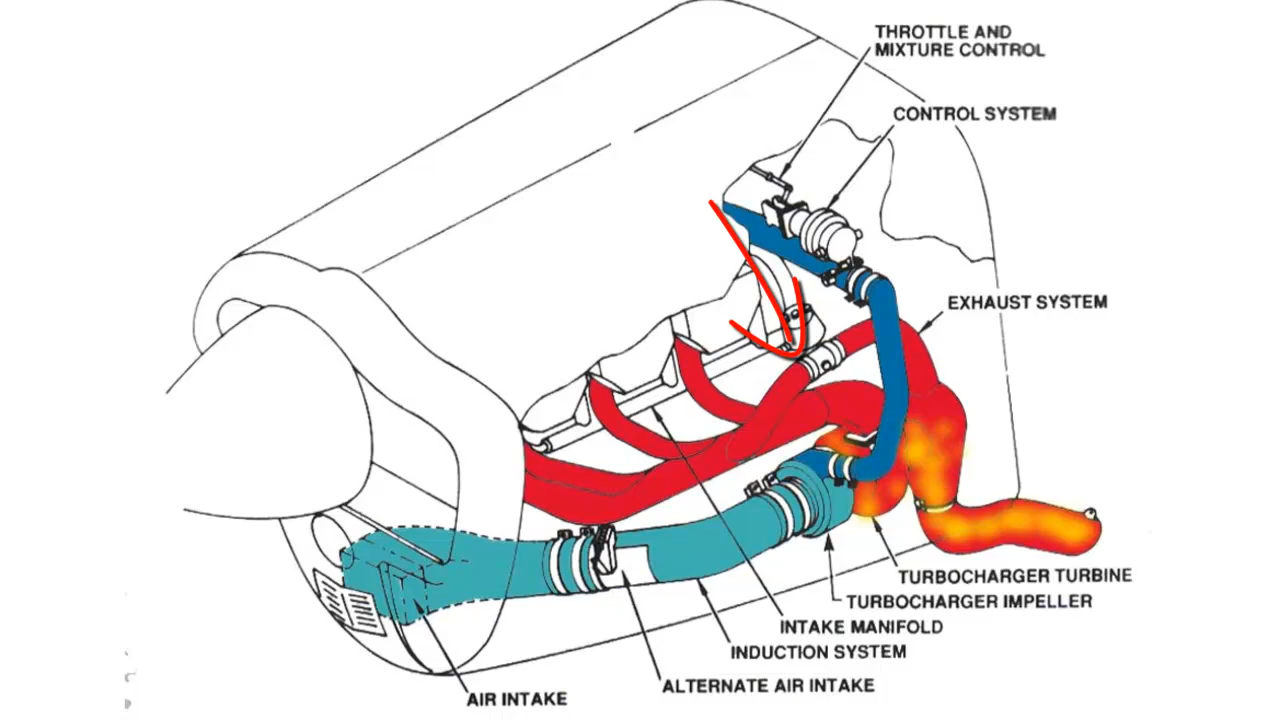 THROTTLE AND
MIXTURE CONTROL
CONTROL SYSTEM
EXHAUST SYSTEM
TURBOCHARGER TURBINE
TURBOCHARGER IMPELLER
INTAKE MANIFOLD
INDUCTION SYSTEM
ALTERNATE AIR INTAKE
AIR INTAKE